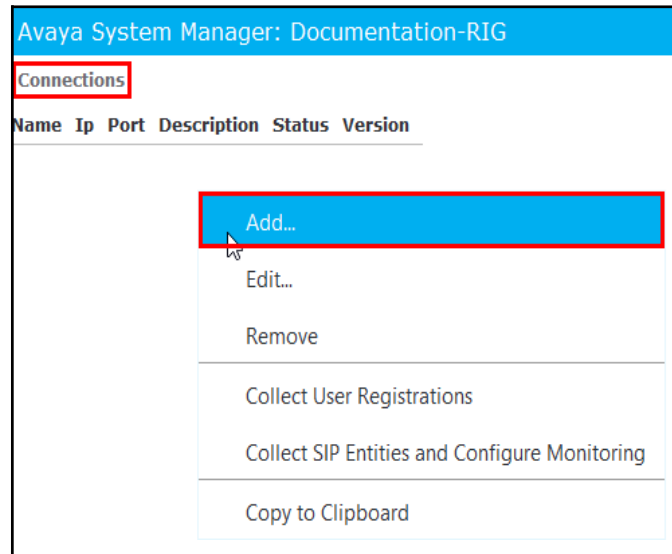 Avaya System Manager: Documentation-RIG
Connections
Name Ip Port Description Status Version
Add...
Edit...
Remove
Collect User Registrations
Collect SIP Entities and Configure Monitoring
Copy to Clipboard